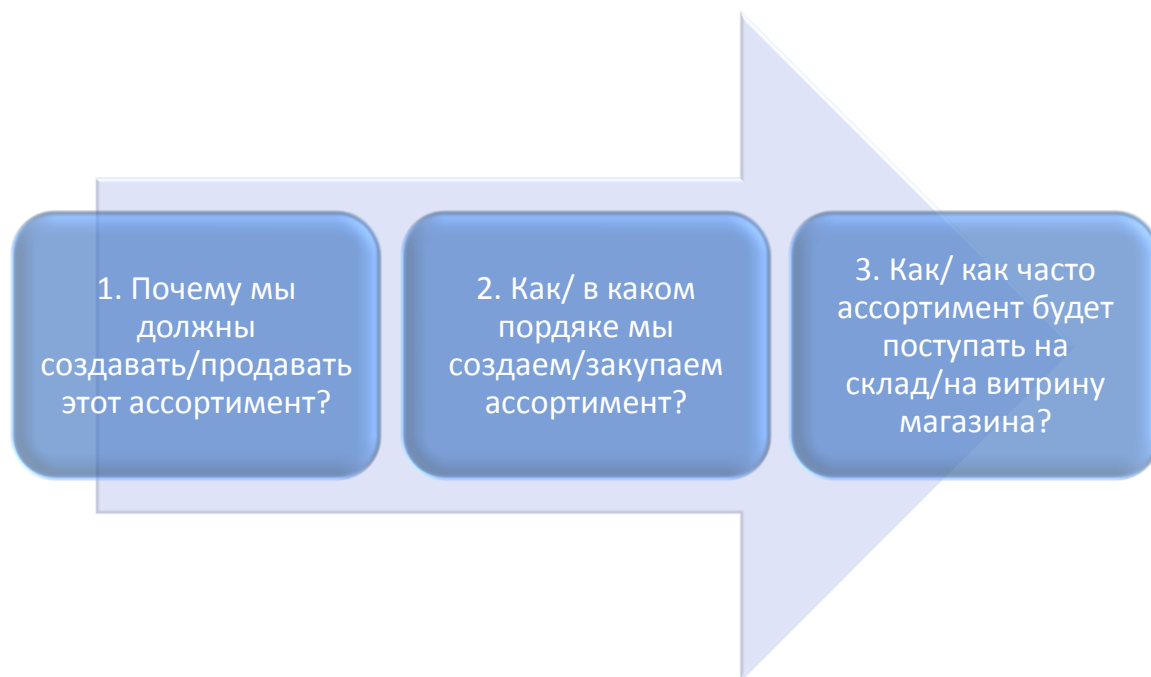 1. Почему мы
должны
создавать/продавать
этот ассортимент?
2. Как/ в каком
пордяке мы
создаем/закупаем
ассортимент?
3. Как/ как часто
ассортимент будет
поступать на
склад/на витрину
магазина?